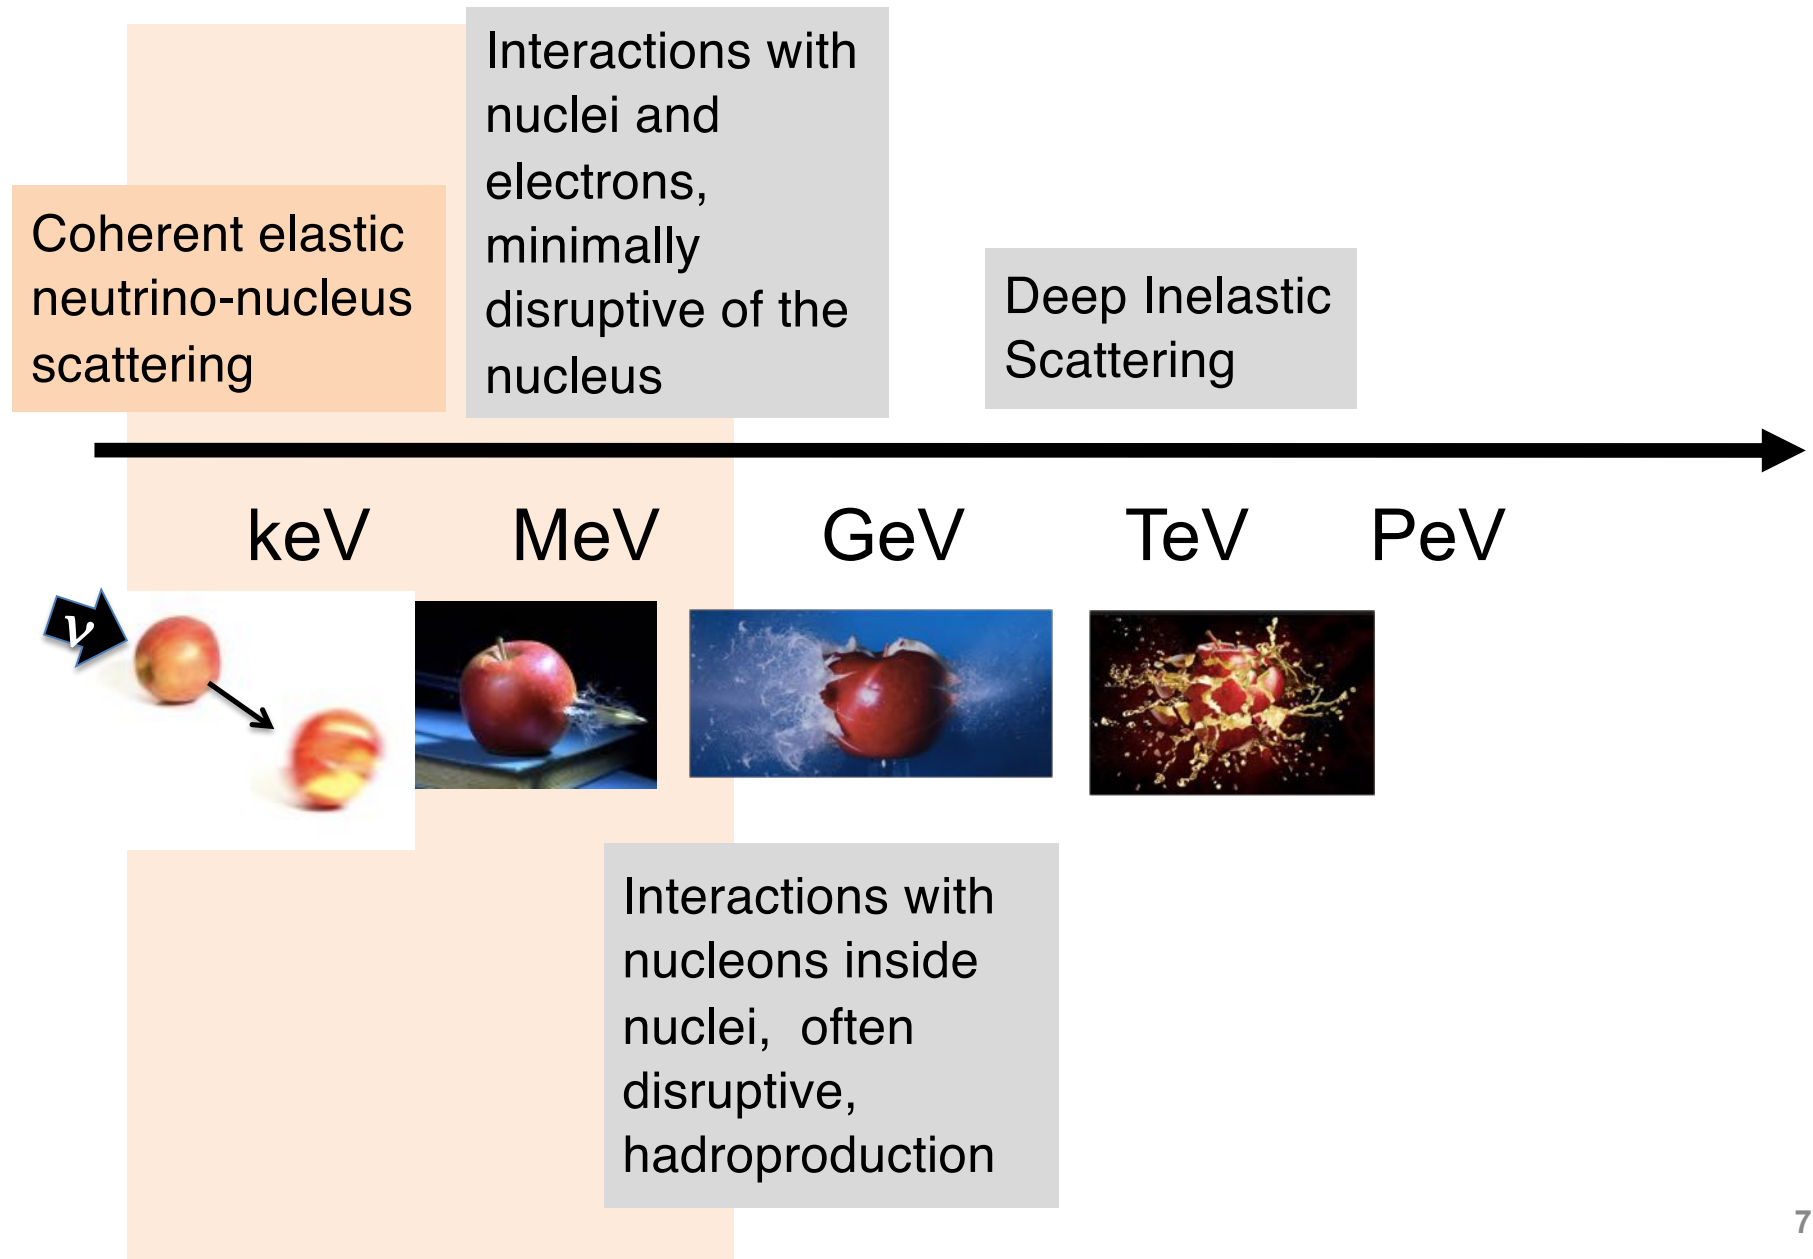 Interactions with
nuclei and
electrons,
minimally
disruptive of the
nucleus
Coherent elastic
neutrino-nucleus
scattering
Deep Inelastic
Scattering
keV MeV GeV TeV PeV
ν
Interactions with
nucleons inside
nuclei, often
disruptive,
hadroproduction
7